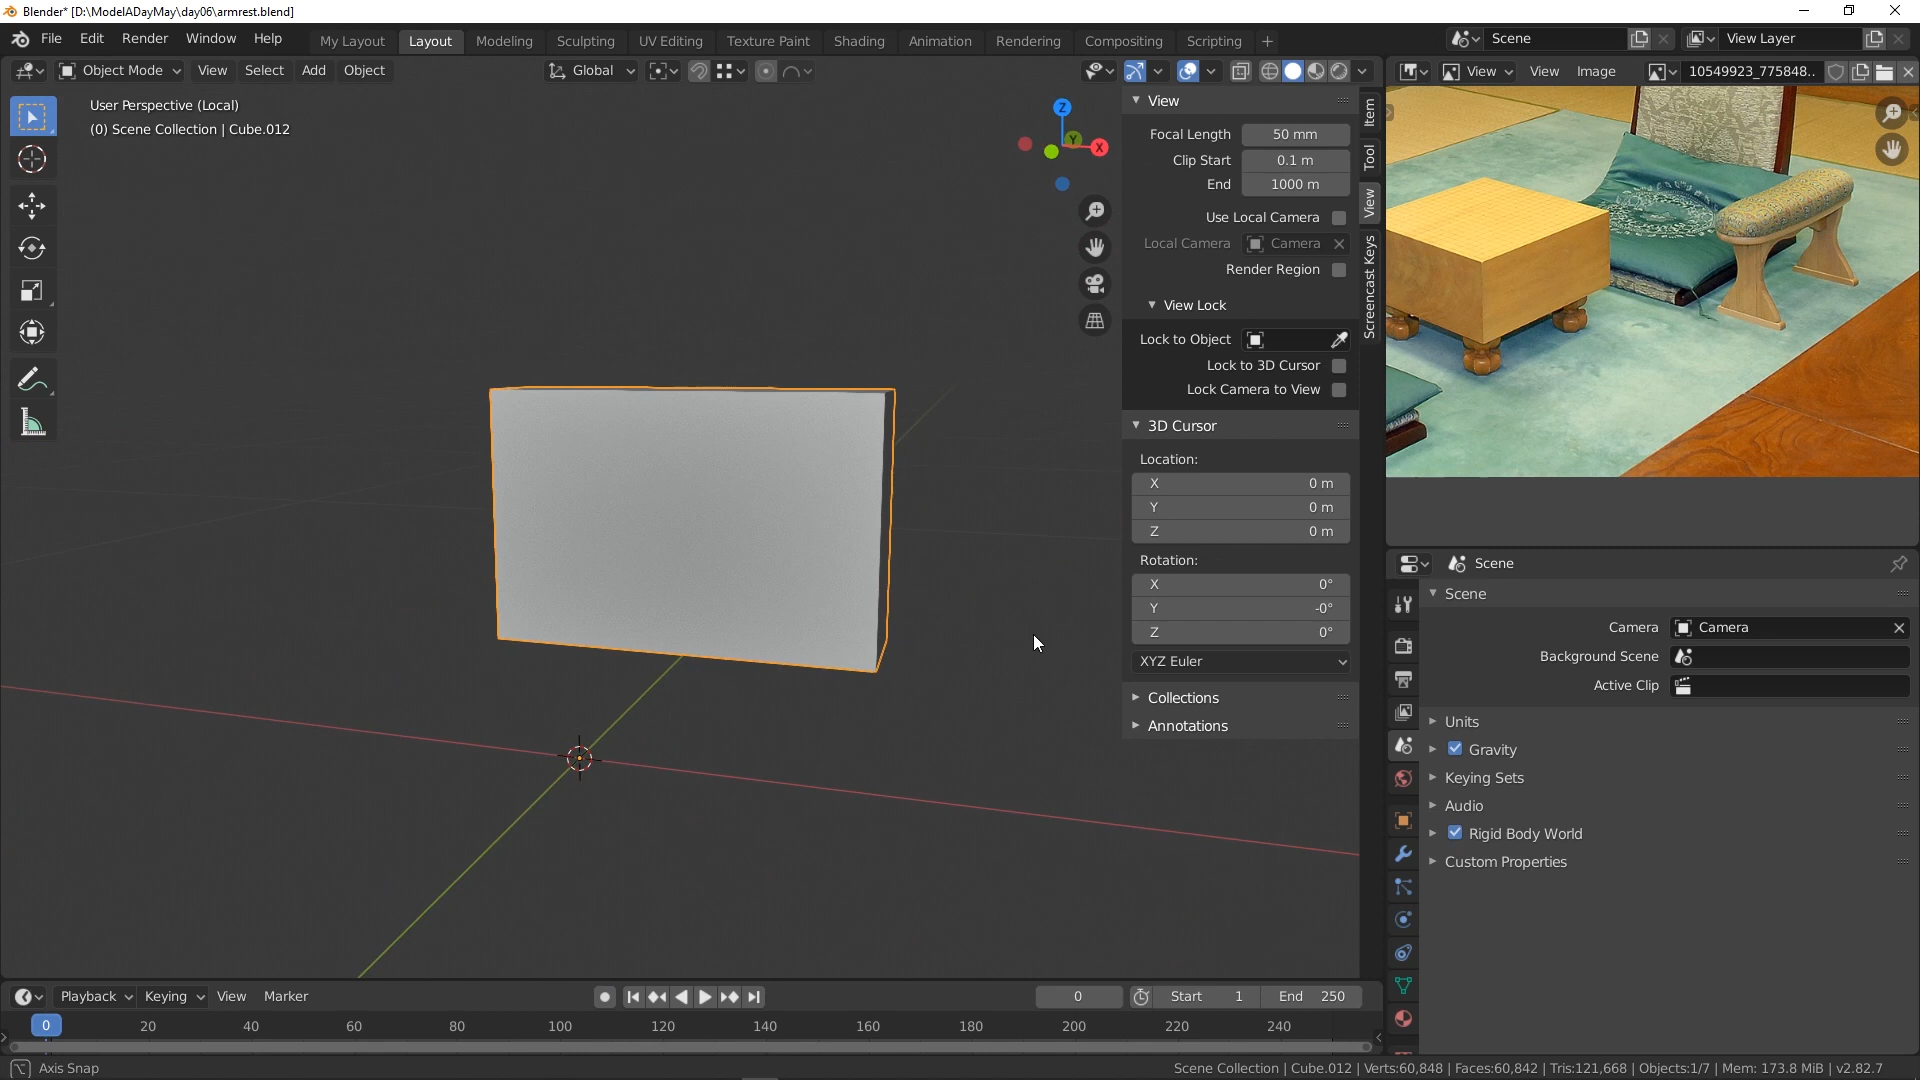 Blender* [D:\ModelADayMay\day06\armrest.blend]
File Edit Render Window Help My Layout Layout Modeling Sculpting UV Editing Texture Paint Shading Animation Rendering Compositing Scripting + Scene View Layer
Object Mode View Select Add Object Global View View Image 10549923_775848..
User Perspective (Local)
(0) Scene Collection | Cube.012
Z
Y
X
View
Focal Length 50 mm
Clip Start 0.1 m
End 1000 m
Use Local Camera
Local Camera Camera
Render Region
View Lock
Lock to Object
Lock to 3D Cursor
Lock Camera to View
3D Cursor
Location:
X 0 m
Y 0 m
Z 0 m
Rotation:
X 0°
Y -0°
Z 0°
XYZ Euler
Collections
Annotations
Item
Tool
View
Screencast Keys
Scene
Scene
Camera Camera
Background Scene
Active Clip
Units
Gravity
Keying Sets
Audio
Rigid Body World
Custom Properties
Playback Keying View Marker 0 Start 1 End 250
0 20 40 60 80 100 120 140 160 180 200 220 240
Axis Snap
Scene Collection | Cube.012 | Verts:60,848 | Faces:60,842 | Tris:121,668 | Objects:1/7 | Mem: 173.8 MiB | v2.82.7